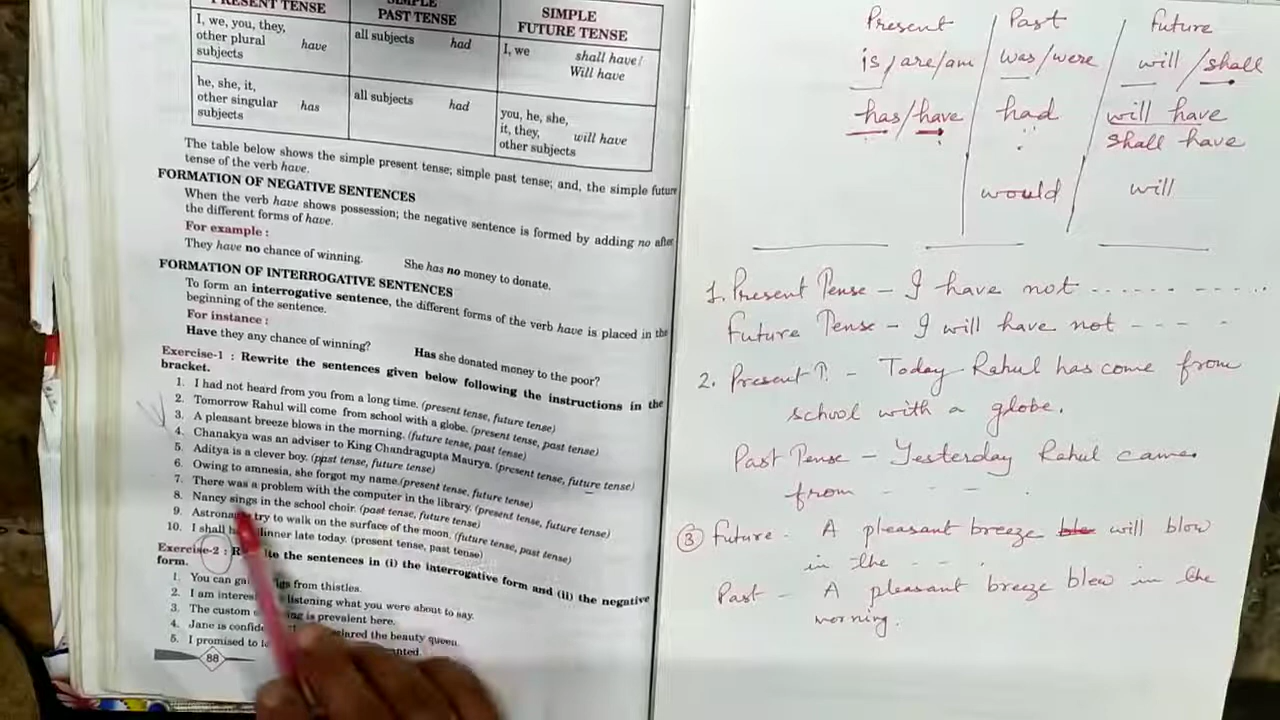 PRESENT TENSE
SIMPLE
PAST TENSE
SIMPLE
FUTURE TENSE
I, we, you, they,
other plural have
subjects
all subjects had
I, we shall have/
Will have
he, she, it,
other singular has
subjects
all subjects had
you, he, she,
it, they, will have
other subjects
The table below shows the simple present tense; simple past tense; and, the simple future
tense of the verb have.
FORMATION OF NEGATIVE SENTENCES
When the verb have shows possession; the negative sentence is formed by adding no after
the different forms of have.
For example :
They have no chance of winning. She has no money to donate.
FORMATION OF INTERROGATIVE SENTENCES
To form an interrogative sentence, the different forms of the verb have is placed in the
beginning of the sentence.
For instance :
Have they any chance of winning? Has she donated money to the poor?
Exercise-1 : Rewrite the sentences given below following the instructions in the
bracket.
1. I had not heard from you from a long time. (present tense, future tense)
2. Tomorrow Rahul will come from school with a globe. (present tense, past tense)
3. A pleasant breeze blows in the morning. (future tense, past tense)
4. Chanakya was an adviser to King Chandragupta Maurya. (present tense, future tense)
5. Aditya is a clever boy. (past tense, future tense)
6. Owing to amnesia, she forgot my name.(present tense, future tense)
7. There was a problem with the computer in the library. (present tense, future tense)
8. Nancy sings in the school choir. (past tense, future tense)
9. Astronauts try to walk on the surface of the moon. (future tense, past tense)
10. I shall dinner late today. (present tense, past tense)
Exercise-2 : Rewrite the sentences in (i) the interrogative form and (ii) the negative
form.
1. You can from thistles.
2. I am listening what you were about to say.
3. The custom is prevalent here.
4. Jane is the beauty queen.
5. I promised to
88
Present Past Future
is/are/am was/were will/shall
has/have had will have
shall have
would will
1. Present Tense - I have not ...... .....
Future Tense - I will have not - - - -
2. Present T. - Today Rahul has come from
school with a globe.
Past Tense - Yesterday Rahul came
from - - - .
③ Future - A pleasant breeze ble will blow
in the - - - .
Past - A pleasant breeze blew in the
morning.